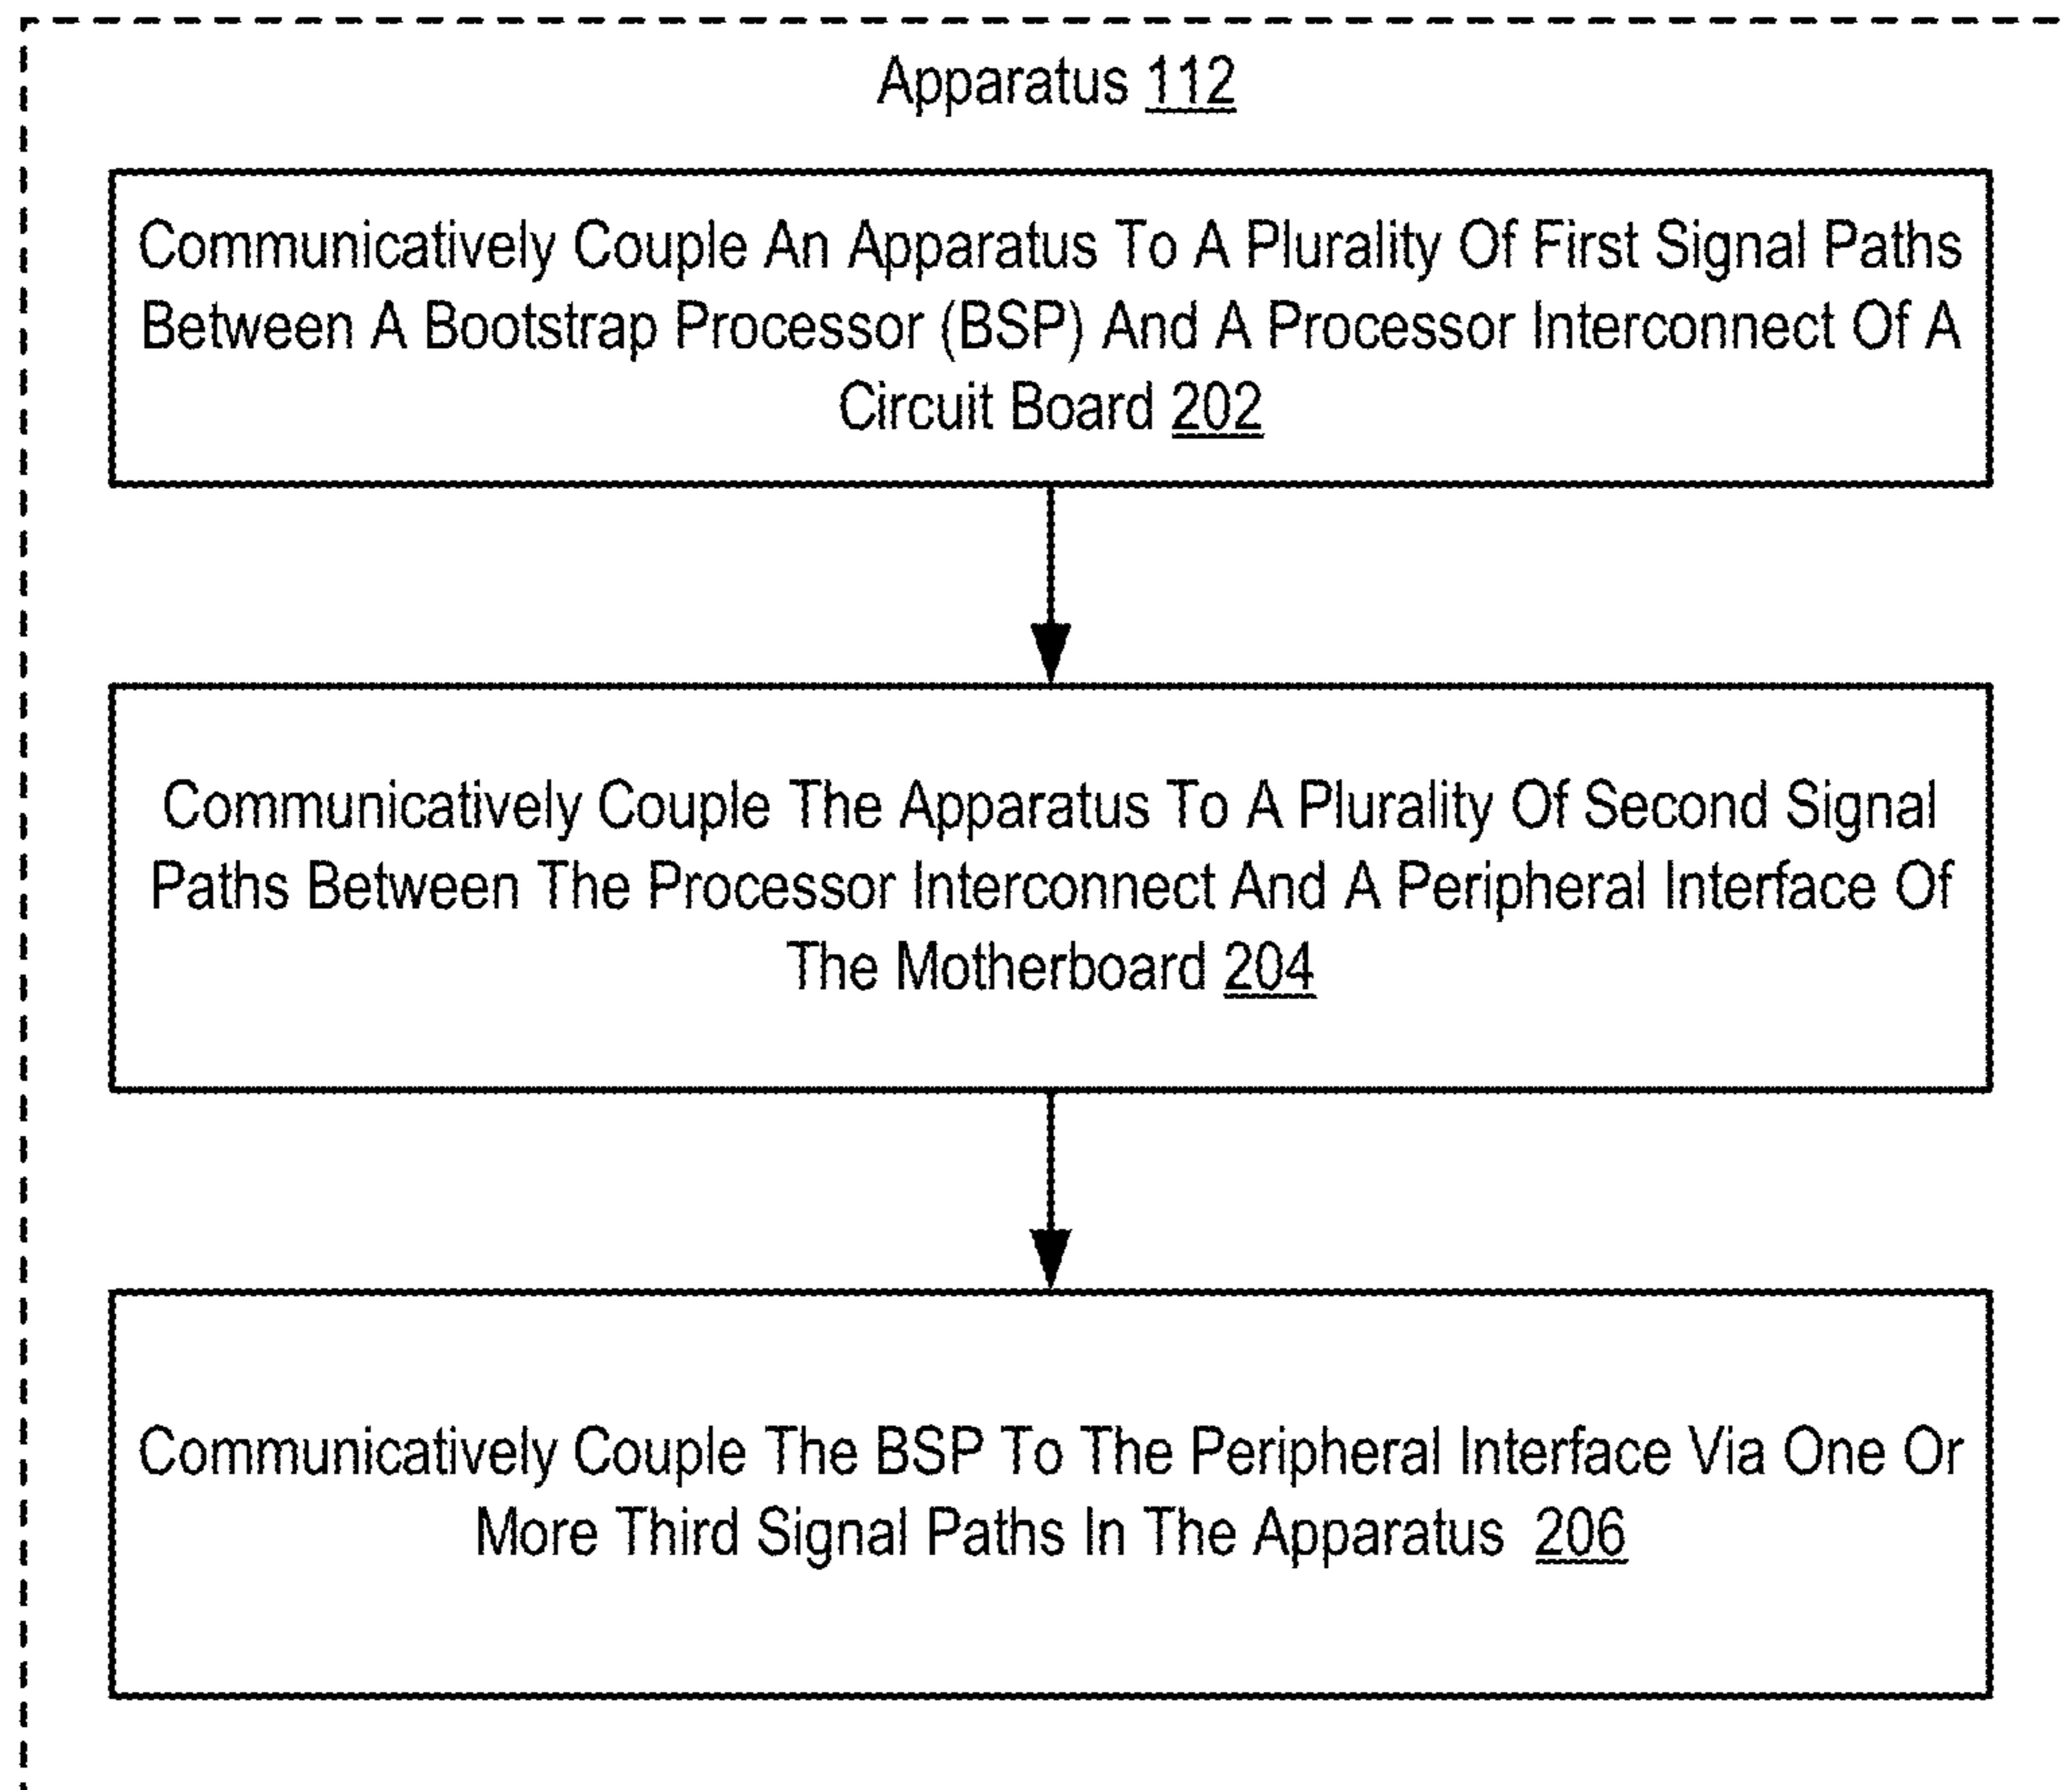 Apparatus 112
Communicatively Couple An Apparatus To A Plurality Of First Signal Paths
Between A Bootstrap Processor (BSP) And A Processor Interconnect Of A
Circuit Board 202
Communicatively Couple The Apparatus To A Plurality Of Second Signal
Paths Between The Processor Interconnect And A Peripheral Interface Of
The Motherboard 204
Communicatively Couple The BSP To The Peripheral Interface Via One Or
More Third Signal Paths In The Apparatus 206